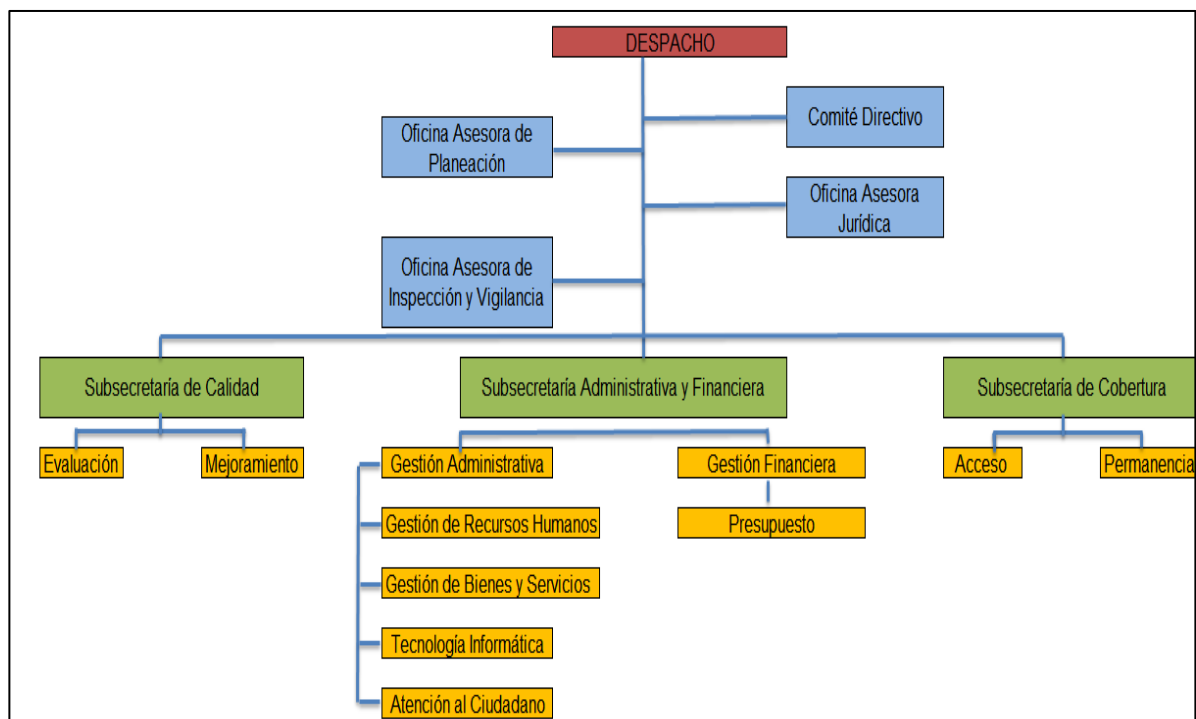 DESPACHO
Comité Directivo
Oficina Asesora de
Planeación
Oficina Asesora
Jurídica
Oficina Asesora de
Inspección y Vigilancia
Subsecretaría de Calidad
Subsecretaría Administrativa y Financiera
Subsecretaría de Cobertura
Evaluación
Mejoramiento
Gestión Administrativa
Gestión Financiera
Acceso
Permanencia
Gestión de Recursos Humanos
Presupuesto
Gestión de Bienes y Servicios
Tecnología Informática
Atención al Ciudadano